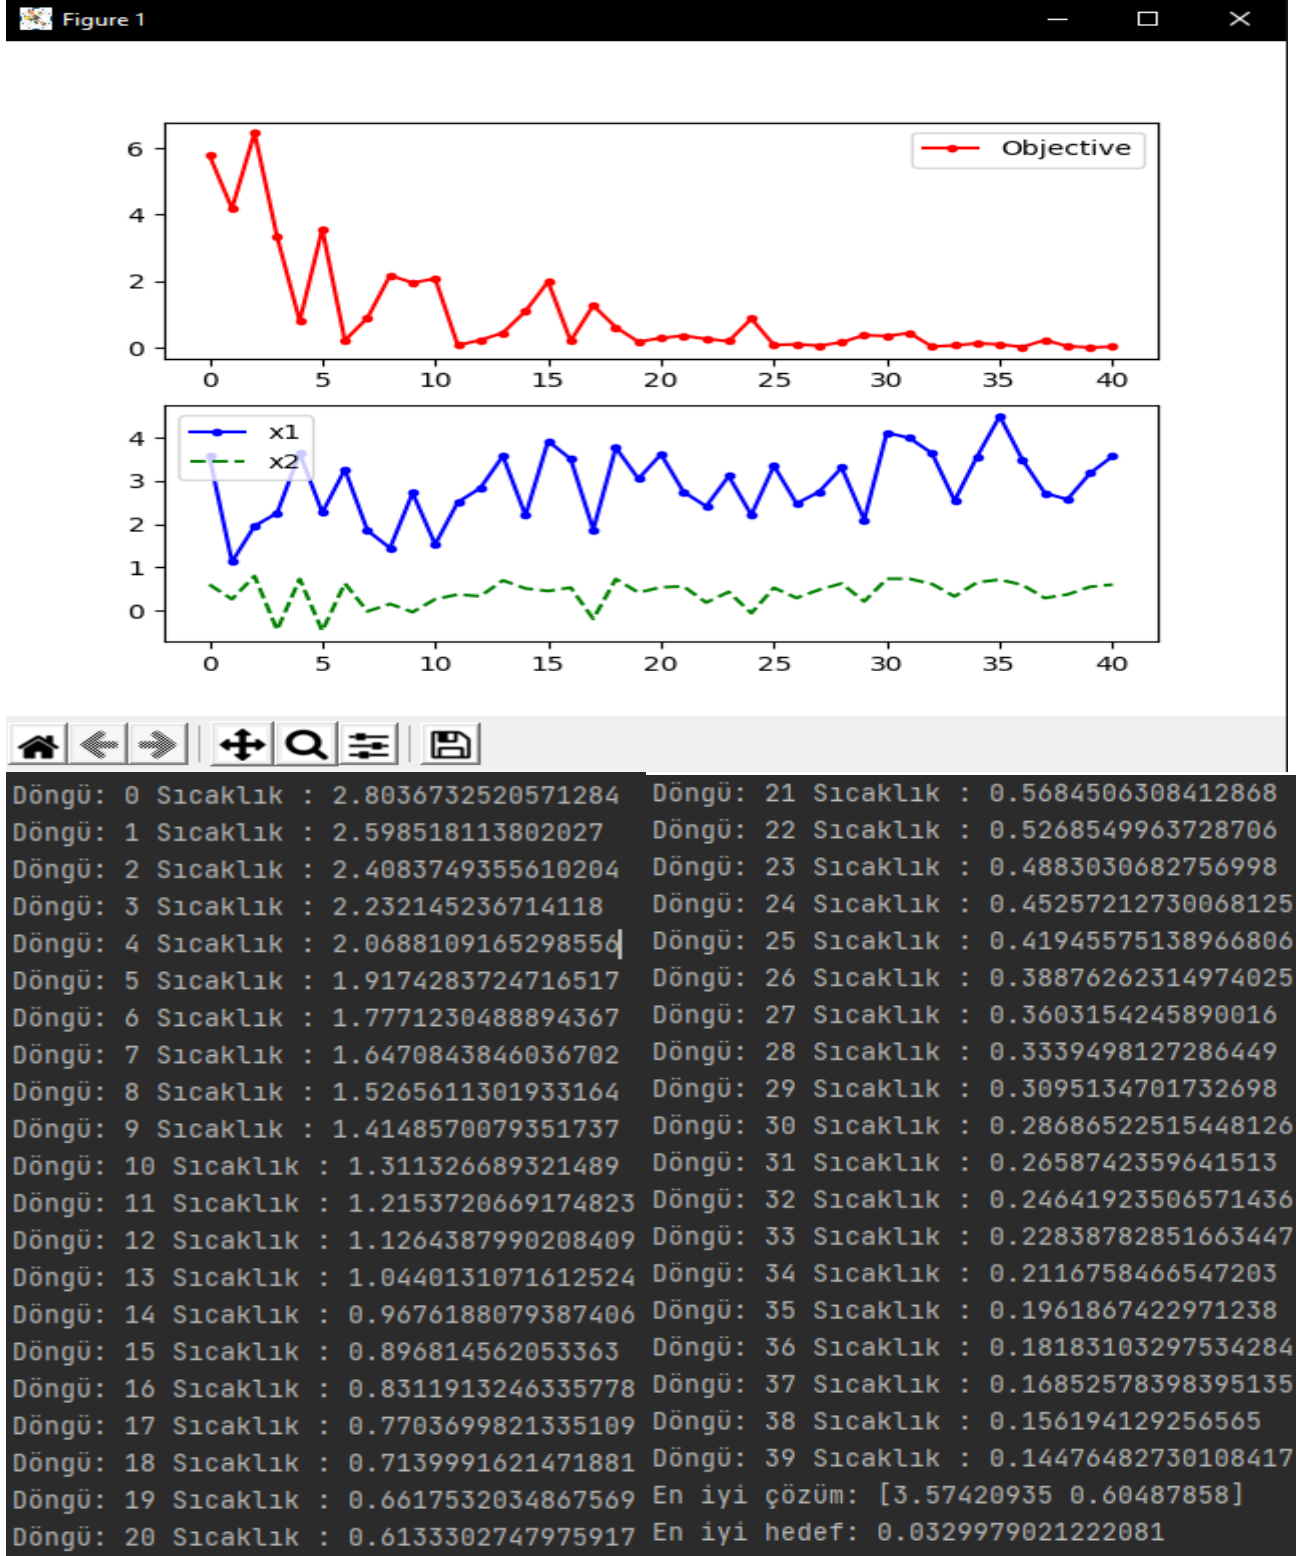 Figure 1
Objective
6
4
2
0
0 5 10 15 20 25 30 35 40
x1
x2
4
3
2
1
0
0 5 10 15 20 25 30 35 40
Döngü: 0 Sıcaklık : 2.8036732520571284
Döngü: 1 Sıcaklık : 2.598518113802027
Döngü: 2 Sıcaklık : 2.4083749355610204
Döngü: 3 Sıcaklık : 2.232145236714118
Döngü: 4 Sıcaklık : 2.0688109165298556
Döngü: 5 Sıcaklık : 1.9174283724716517
Döngü: 6 Sıcaklık : 1.7771230488894367
Döngü: 7 Sıcaklık : 1.6470843846036702
Döngü: 8 Sıcaklık : 1.5265611301933164
Döngü: 9 Sıcaklık : 1.4148570079351737
Döngü: 10 Sıcaklık : 1.311326689321489
Döngü: 11 Sıcaklık : 1.2153720669174823
Döngü: 12 Sıcaklık : 1.1264387990208409
Döngü: 13 Sıcaklık : 1.0440131071612524
Döngü: 14 Sıcaklık : 0.9676188079387406
Döngü: 15 Sıcaklık : 0.896814562053363
Döngü: 16 Sıcaklık : 0.8311913246335778
Döngü: 17 Sıcaklık : 0.7703699821335109
Döngü: 18 Sıcaklık : 0.7139991621471881
Döngü: 19 Sıcaklık : 0.6617532034867569
Döngü: 20 Sıcaklık : 0.6133302747975917
Döngü: 21 Sıcaklık : 0.5684506308412868
Döngü: 22 Sıcaklık : 0.5268549963728706
Döngü: 23 Sıcaklık : 0.4883030682756998
Döngü: 24 Sıcaklık : 0.45257212730068125
Döngü: 25 Sıcaklık : 0.41945575138966806
Döngü: 26 Sıcaklık : 0.38876262314974025
Döngü: 27 Sıcaklık : 0.3603154245890016
Döngü: 28 Sıcaklık : 0.3339498127286449
Döngü: 29 Sıcaklık : 0.3095134701732698
Döngü: 30 Sıcaklık : 0.28686522515448126
Döngü: 31 Sıcaklık : 0.2658742359641513
Döngü: 32 Sıcaklık : 0.24641923506571436
Döngü: 33 Sıcaklık : 0.22838782851663447
Döngü: 34 Sıcaklık : 0.2116758466547203
Döngü: 35 Sıcaklık : 0.1961867422971238
Döngü: 36 Sıcaklık : 0.18183103297534284
Döngü: 37 Sıcaklık : 0.16852578398395135
Döngü: 38 Sıcaklık : 0.156194129256565
Döngü: 39 Sıcaklık : 0.14476482730108417
En iyi çözüm: [3.57420935 0.60487858]
En iyi hedef: 0.0329979021222081